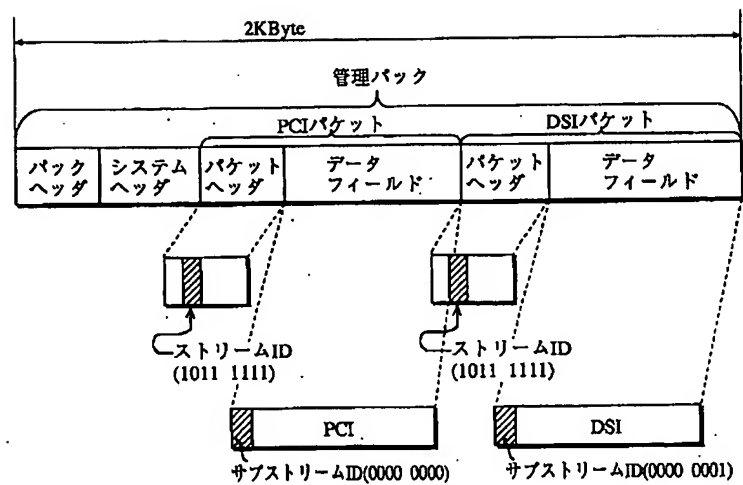 2KByte
管理パック
PCIパケット DSIパケット
パック システム パケット データ パケット データ
ヘッダ ヘッダ ヘッダ フィールド ヘッダ フィールド
ストリームID ストリームID
(1011 1111) (1011 1111)
PCI DSI
サブストリームID(0000 0000) サブストリームID(0000 0001)